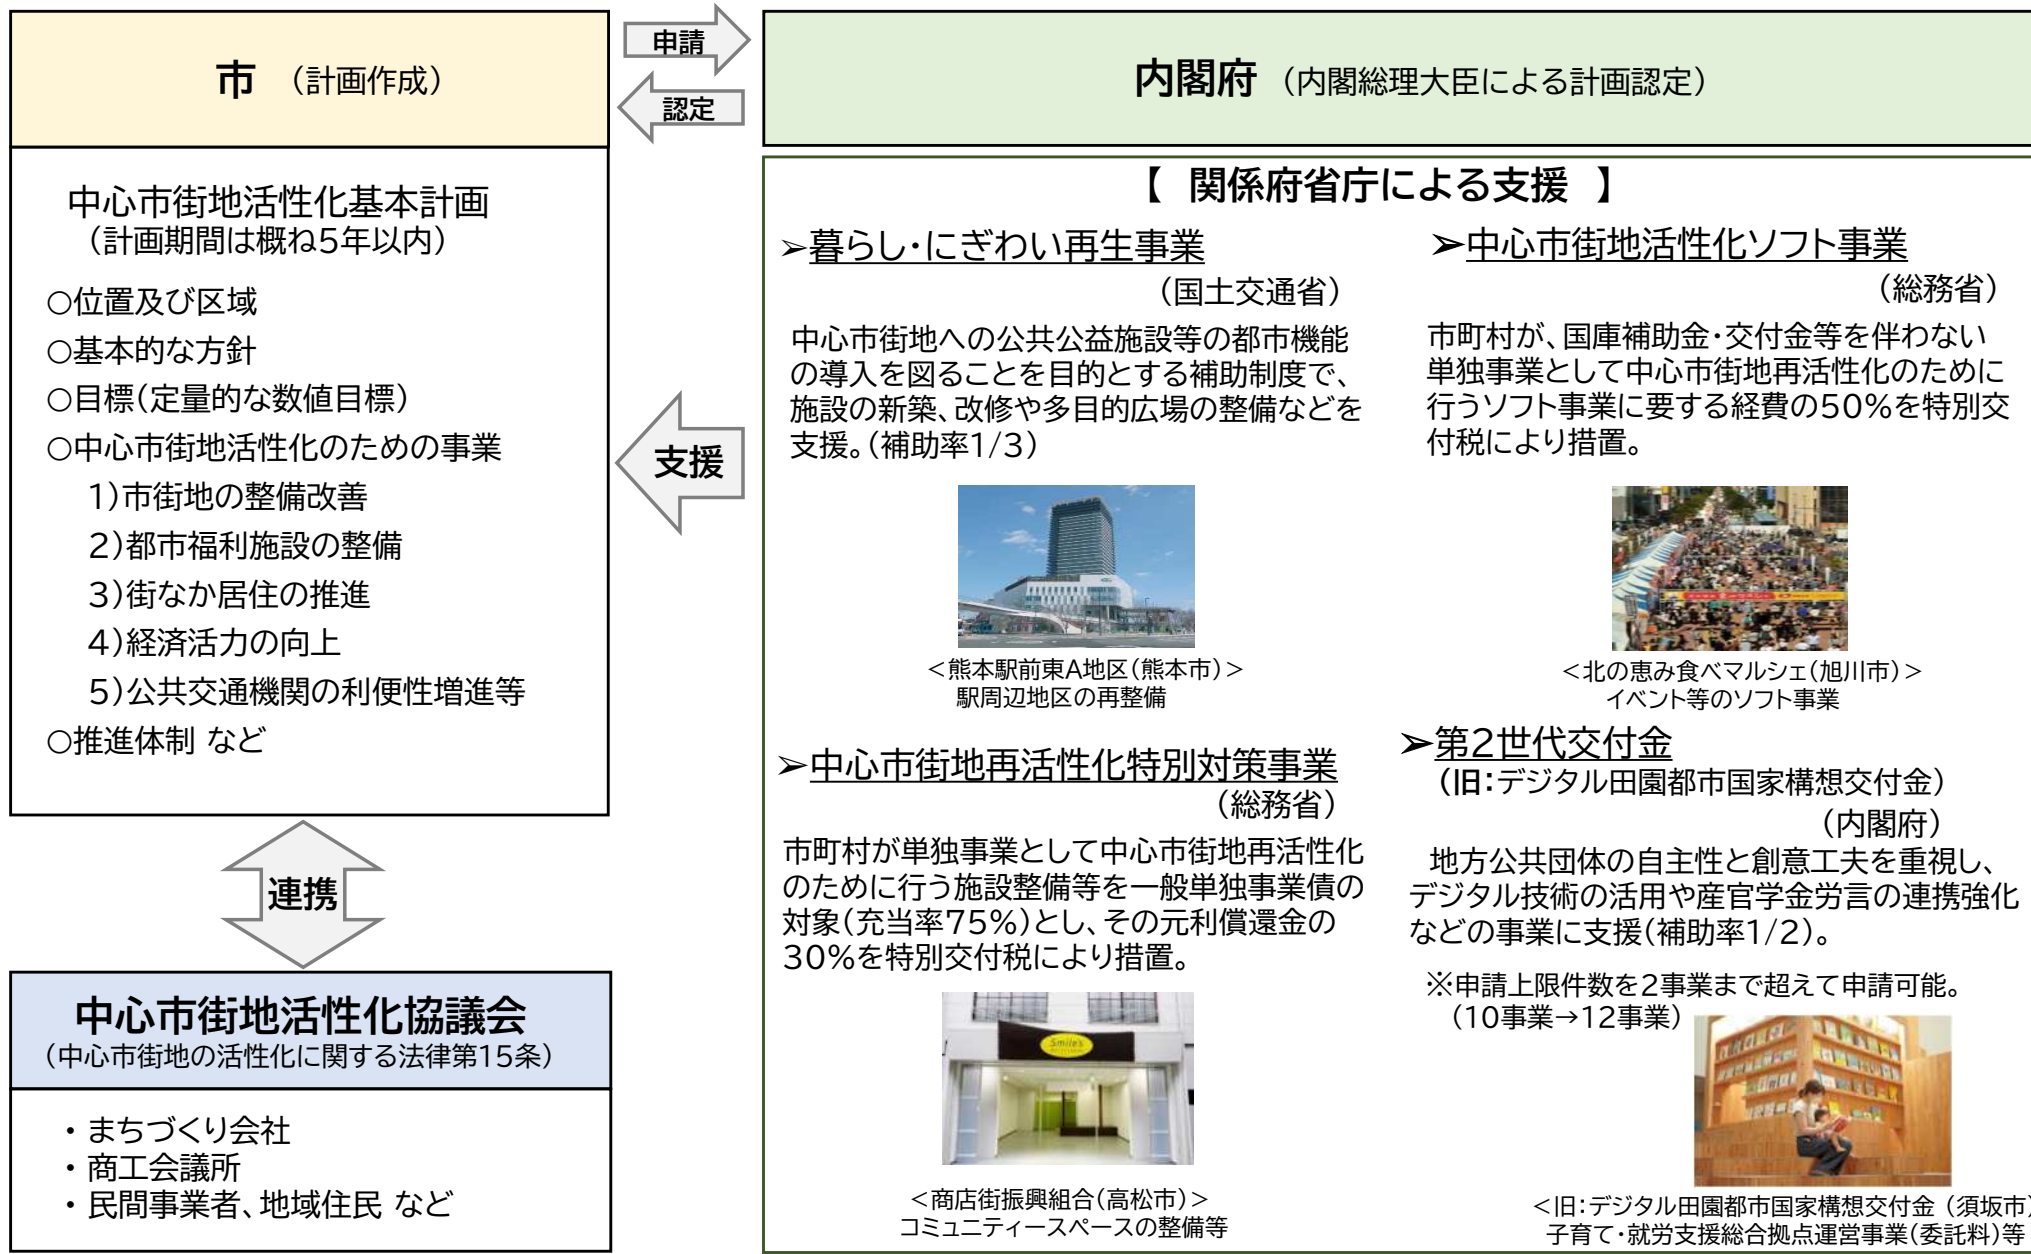 市 （計画作成）
申請
認定
内閣府 （内閣総理大臣による計画認定）
中心市街地活性化基本計画
（計画期間は概ね5年以内）
○位置及び区域
○基本的な方針
○目標（定量的な数値目標）
○中心市街地活性化のための事業
1）市街地の整備改善
2）都市福利施設の整備
3）街なか居住の推進
4）経済活力の向上
5）公共交通機関の利便性増進等
○推進体制 など
支援
連携
中心市街地活性化協議会
（中心市街地の活性化に関する法律第15条）
・まちづくり会社
・商工会議所
・民間事業者、地域住民 など
【 関係府省庁による支援 】
➢暮らし・にぎわい再生事業
（国土交通省）
中心市街地への公共公益施設等の都市機能
の導入を図ることを目的とする補助制度で、
施設の新築、改修や多目的広場の整備などを
支援。（補助率1/3）
＜熊本駅前東A地区（熊本市）＞
駅周辺地区の再整備
➢中心市街地活性化ソフト事業
（総務省）
市町村が、国庫補助金・交付金等を伴わない
単独事業として中心市街地再活性化のために
行うソフト事業に要する経費の50%を特別交
付税により措置。
＜北の恵み食べマルシェ（旭川市）＞
イベント等のソフト事業
➢中心市街地再活性化特別対策事業
（総務省）
市町村が単独事業として中心市街地再活性化
のために行う施設整備等を一般単独事業債の
対象（充当率75%）とし、その元利償還金の
30%を特別交付税により措置。
Smile's
＜商店街振興組合（高松市）＞
コミュニティースペースの整備等
➢第2世代交付金
（旧：デジタル田園都市国家構想交付金）
（内閣府）
地方公共団体の自主性と創意工夫を重視し、
デジタル技術の活用や産官学金労言の連携強化
などの事業に支援（補助率1/2）。
※申請上限件数を2事業まで超えて申請可能。
（10事業→12事業）
＜旧：デジタル田園都市国家構想交付金（須坂市）
子育て・就労支援総合拠点運営事業（委託料）等